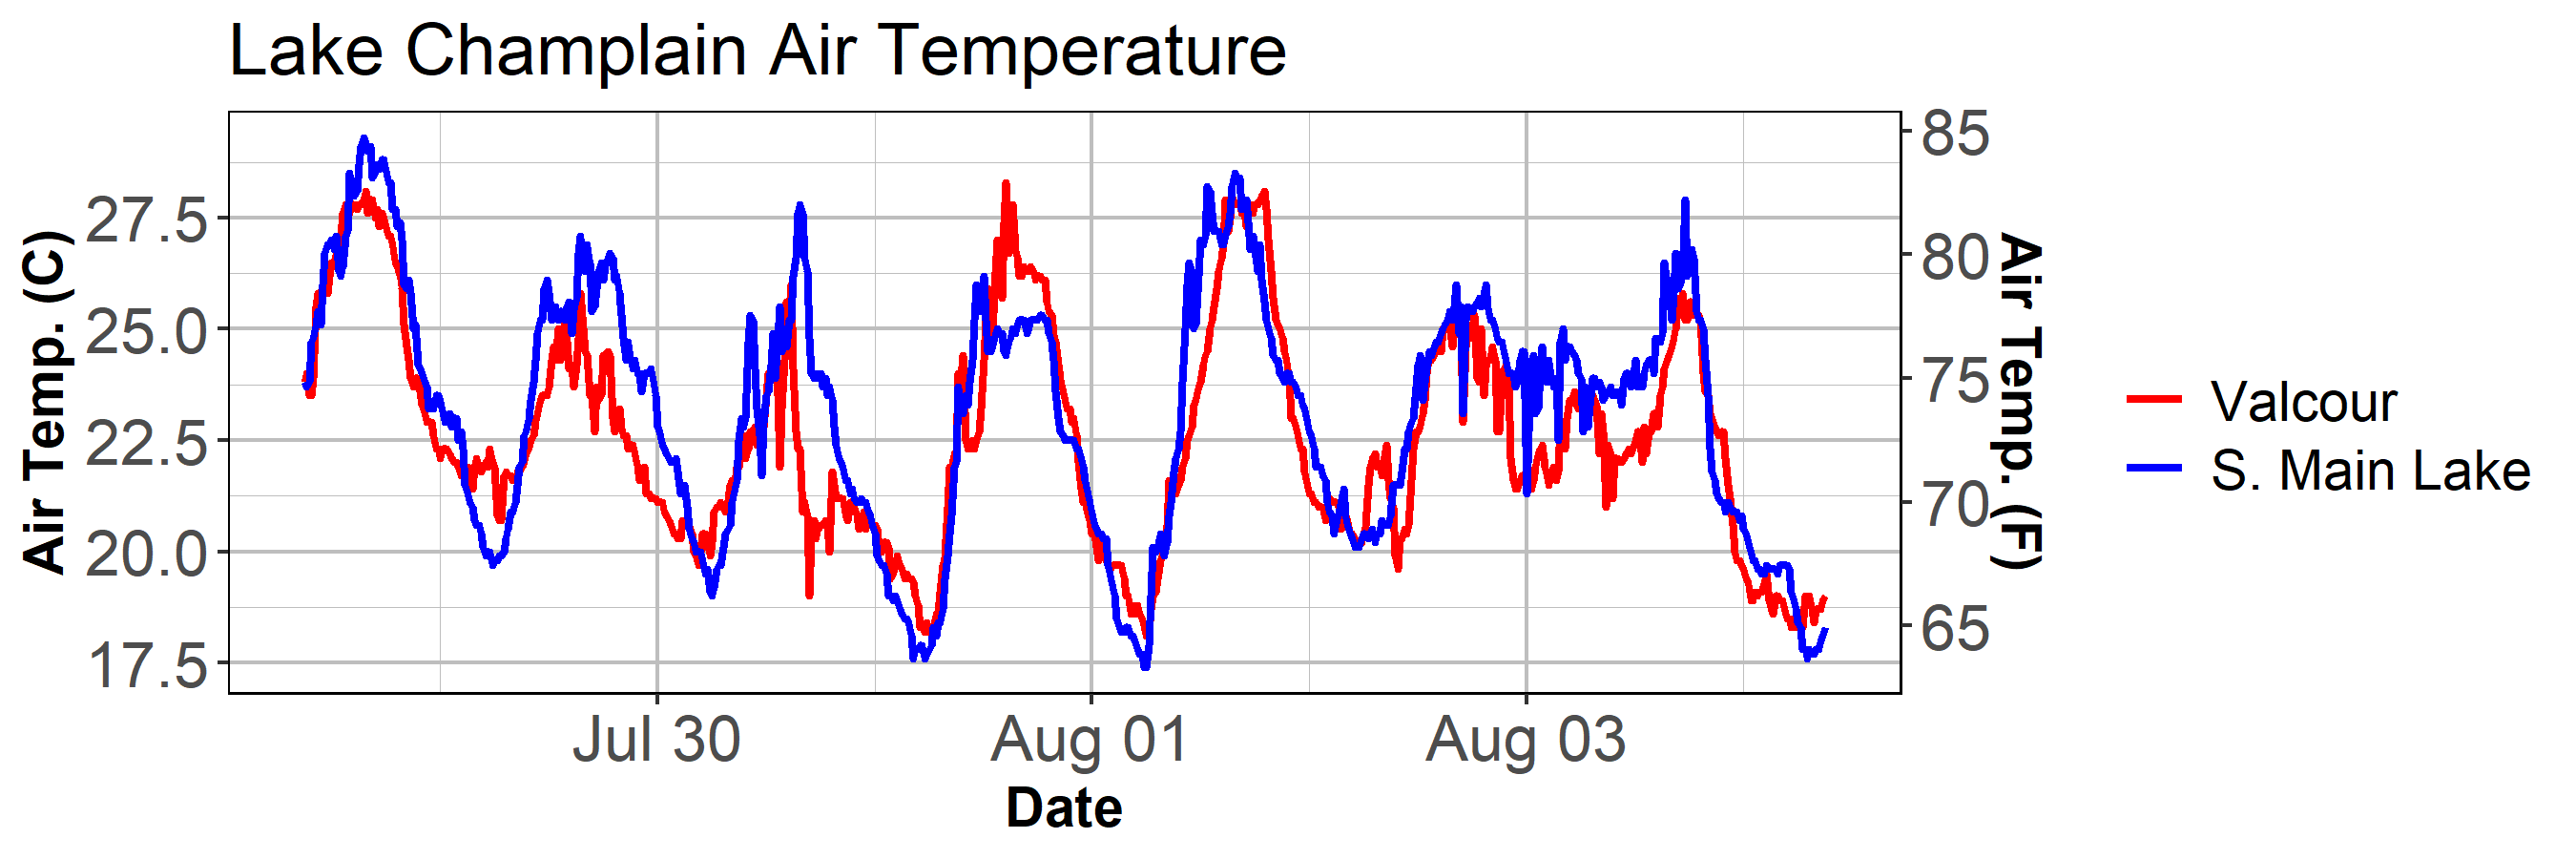 Lake Champlain Air Temperature
Air Temp. (C)
27.5
25.0
22.5
20.0
17.5
85
80
75
70
65
Air Temp. (F)
Jul 30
Aug 01
Aug 03
Date
Valcour
S. Main Lake